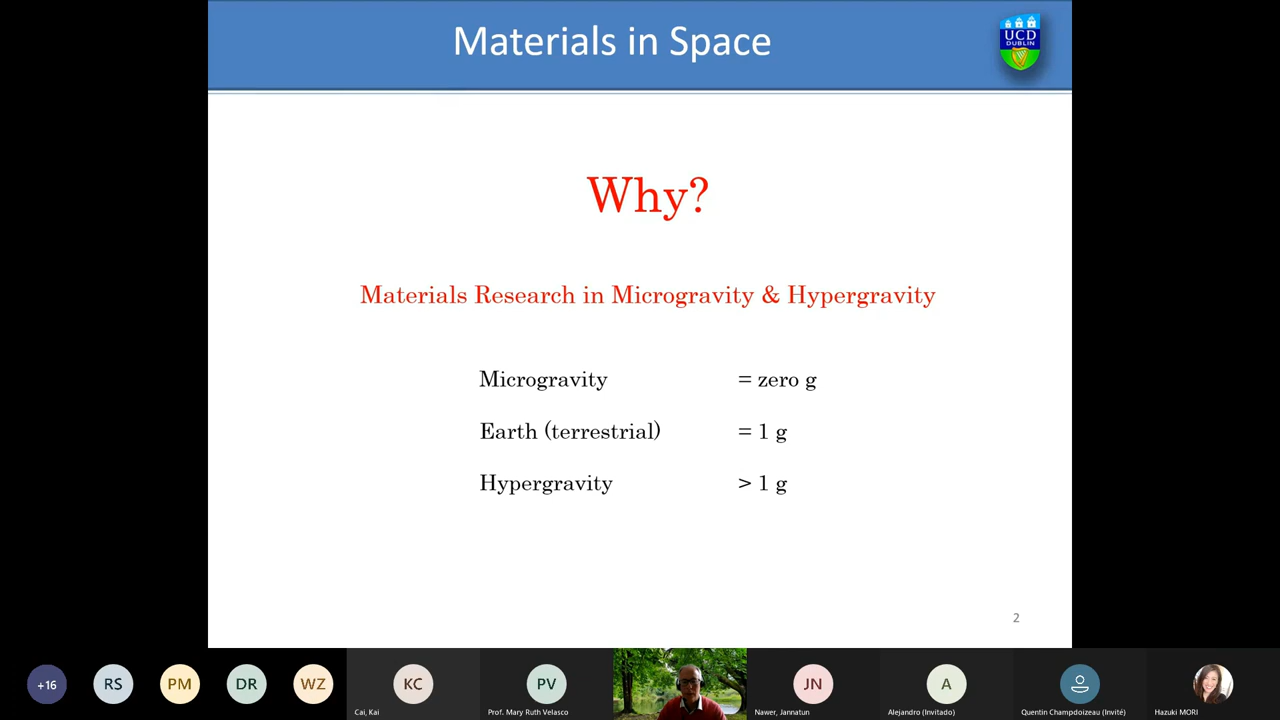 Materials in Space
UCD
DUBLIN
Why?
Materials Research in Microgravity & Hypergravity
Microgravity = zero g
Earth (terrestrial) = 1 g
Hypergravity > 1 g
2
+16
RS
PM
DR
WZ
KC
Cai, Kai
PV
Prof. Mary Ruth Velasco
JN
Nawer, Jannatun
A
Alejandro (Invitado)
Quentin Champdoizeau (Invité)
Hazuki MORI